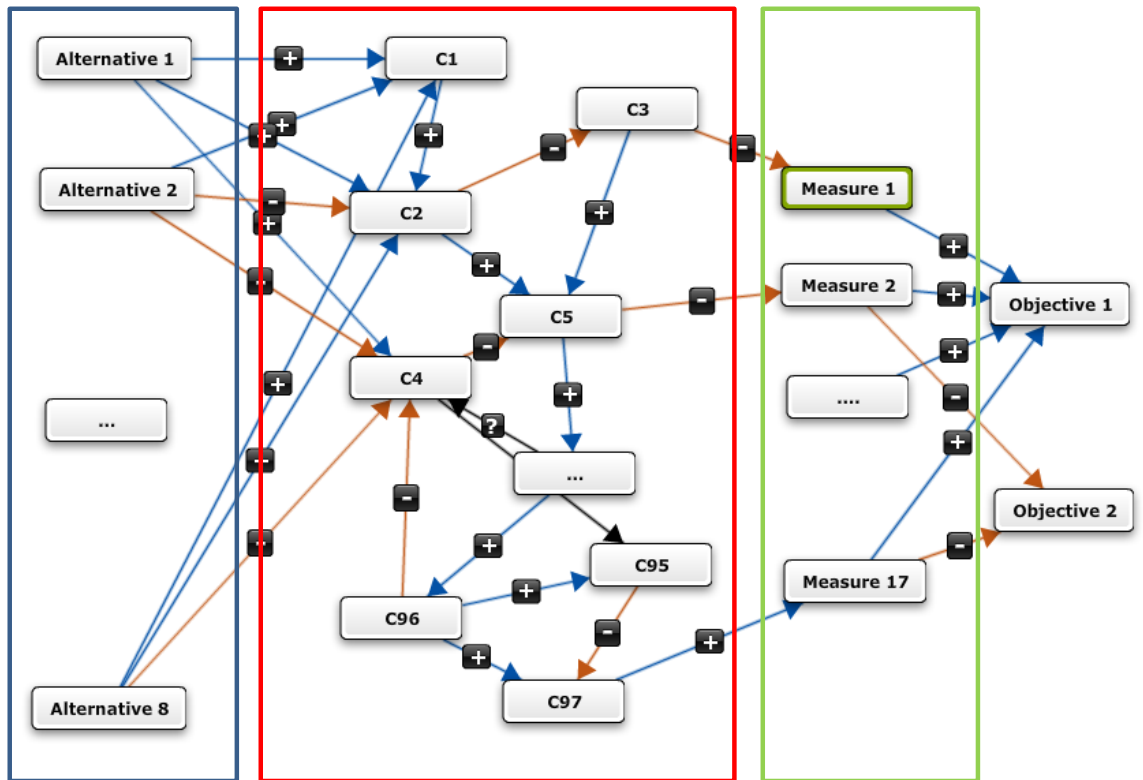 Alternative 1
+
C1
C3
+
+
+
-
-
Alternative 2
Measure 1
-
C2
+
+
+
+
-
Measure 2
+
Objective 1
C5
-
-
+
C4
+
+
-
....
...
?
+
+
...
-
Objective 2
-
+
-
C95
Measure 17
+
C96
-
+
+
C97
Alternative 8